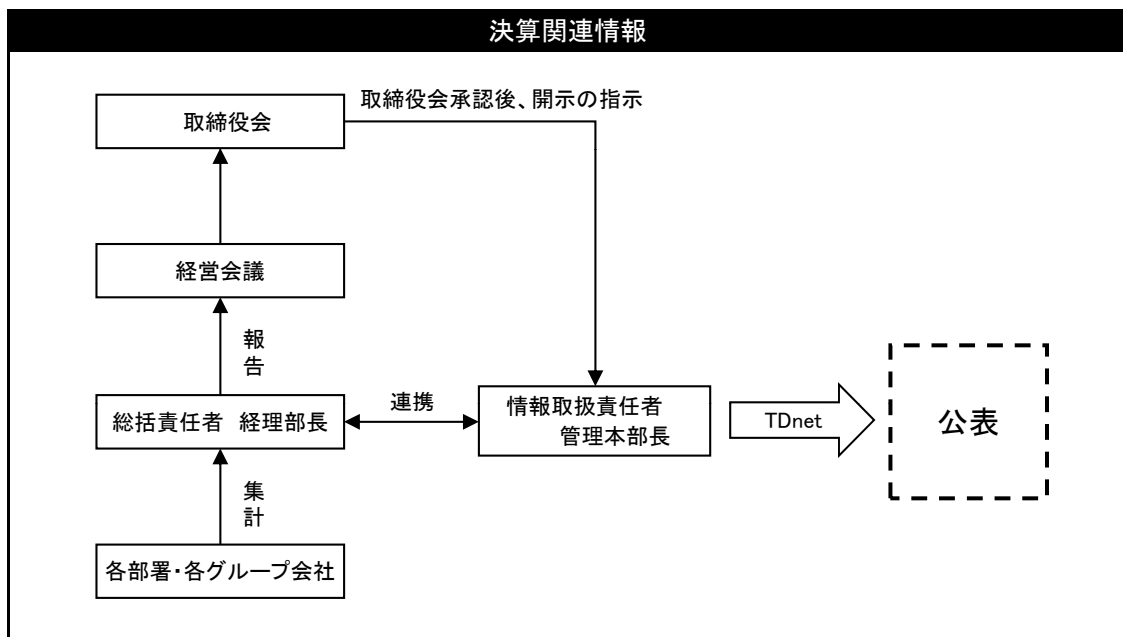 決算関連情報
取締役会承認後、開示の指示
取締役会
経営会議
報告
総括責任者　経理部長
連携
情報取扱責任者
管理本部長
TDnet
公表
集計
各部署・各グループ会社